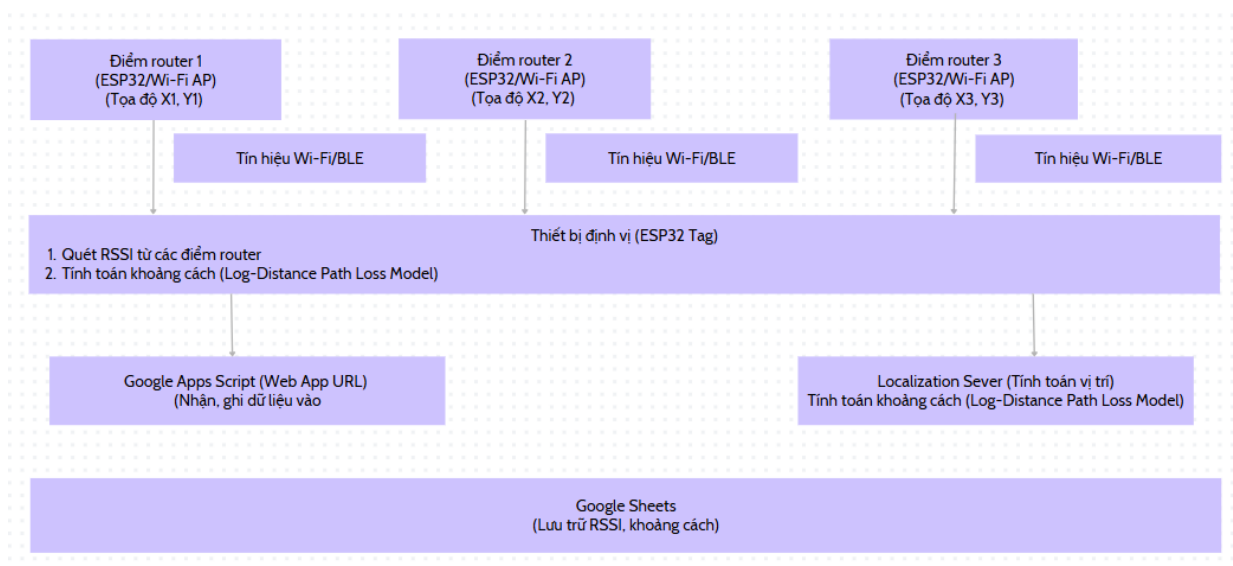 Điểm router 1
(ESP32/Wi-Fi AP)
(Tọa độ X1, Y1)
Điểm router 2
(ESP32/Wi-Fi AP)
(Tọa độ X2, Y2)
Điểm router 3
(ESP32/Wi-Fi AP)
(Tọa độ X3, Y3)
Tín hiệu Wi-Fi/BLE
Tín hiệu Wi-Fi/BLE
Tín hiệu Wi-Fi/BLE
Thiết bị định vị (ESP32 Tag)
1. Quét RSSI từ các điểm router
2. Tính toán khoảng cách (Log-Distance Path Loss Model)
Google Apps Script (Web App URL)
(Nhận, ghi dữ liệu vào
Localization Sever (Tính toán vị trí)
Tính toán khoảng cách (Log-Distance Path Loss Model)
Google Sheets
(Lưu trữ RSSI, khoảng cách)